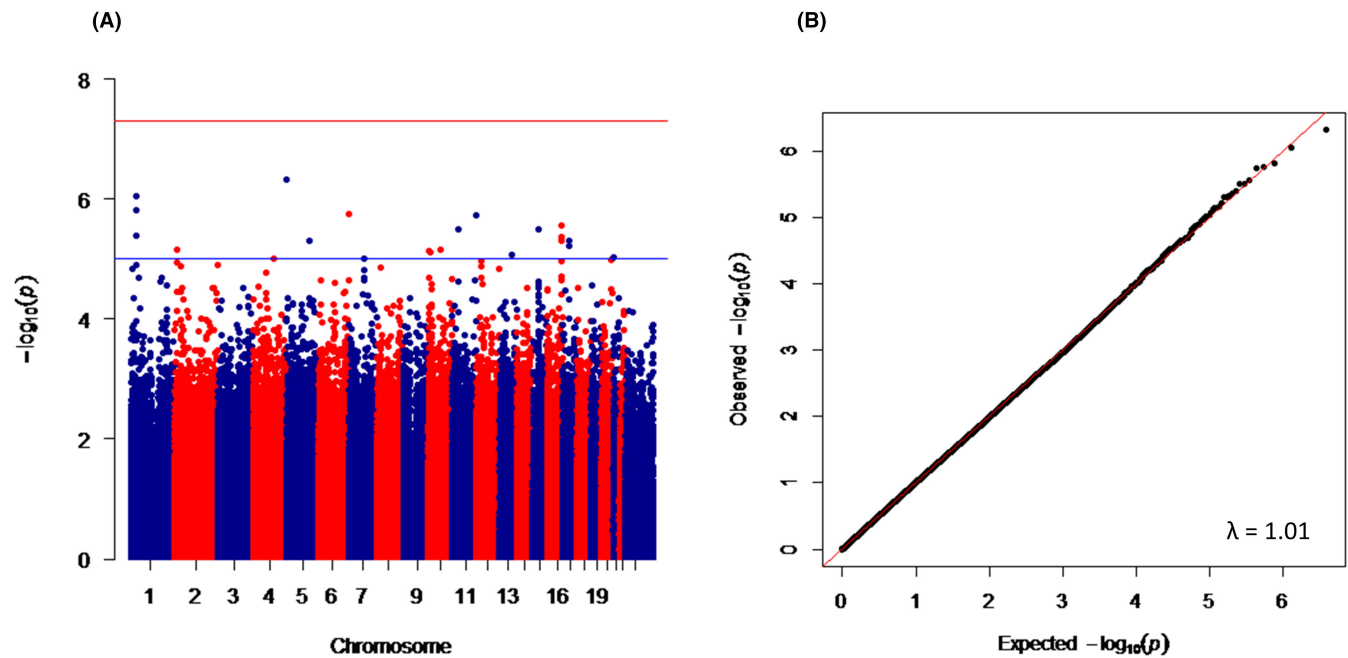 (A)
8
6
4
2
0
−log10(p)
1 2 3 4 5 6 7 9 11 13 16 19
Chromosome
(B)
6
5
4
3
2
1
0
Observed −log10(p)
λ = 1.01
0 1 2 3 4 5 6
Expected −log10(p)